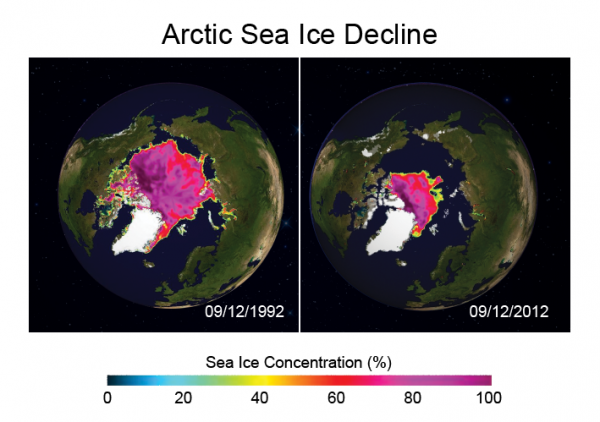 Arctic Sea Ice Decline
09/12/1992
09/12/2012
Sea Ice Concentration (%)
0 20 40 60 80 100